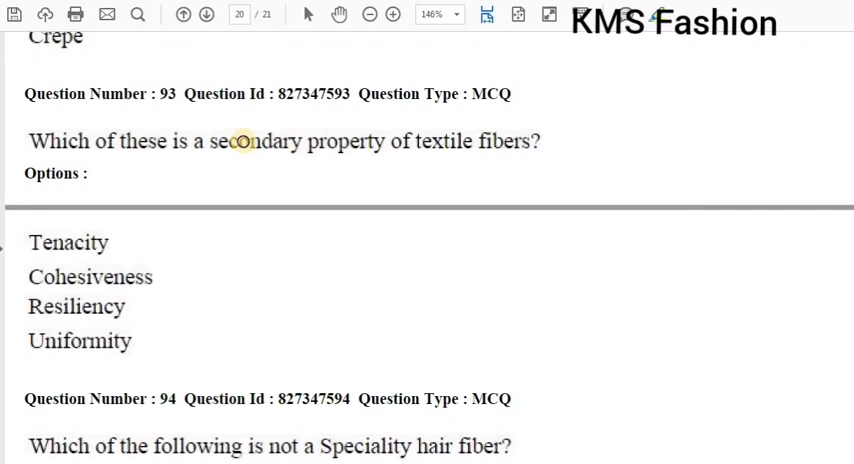 20 / 21 146% KMS Fashion
Crepe
Question Number : 93 Question Id : 827347593 Question Type : MCQ
Which of these is a secondary property of textile fibers?
Options :
Tenacity
Cohesiveness
Resiliency
Uniformity
Question Number : 94 Question Id : 827347594 Question Type : MCQ
Which of the following is not a Speciality hair fiber?